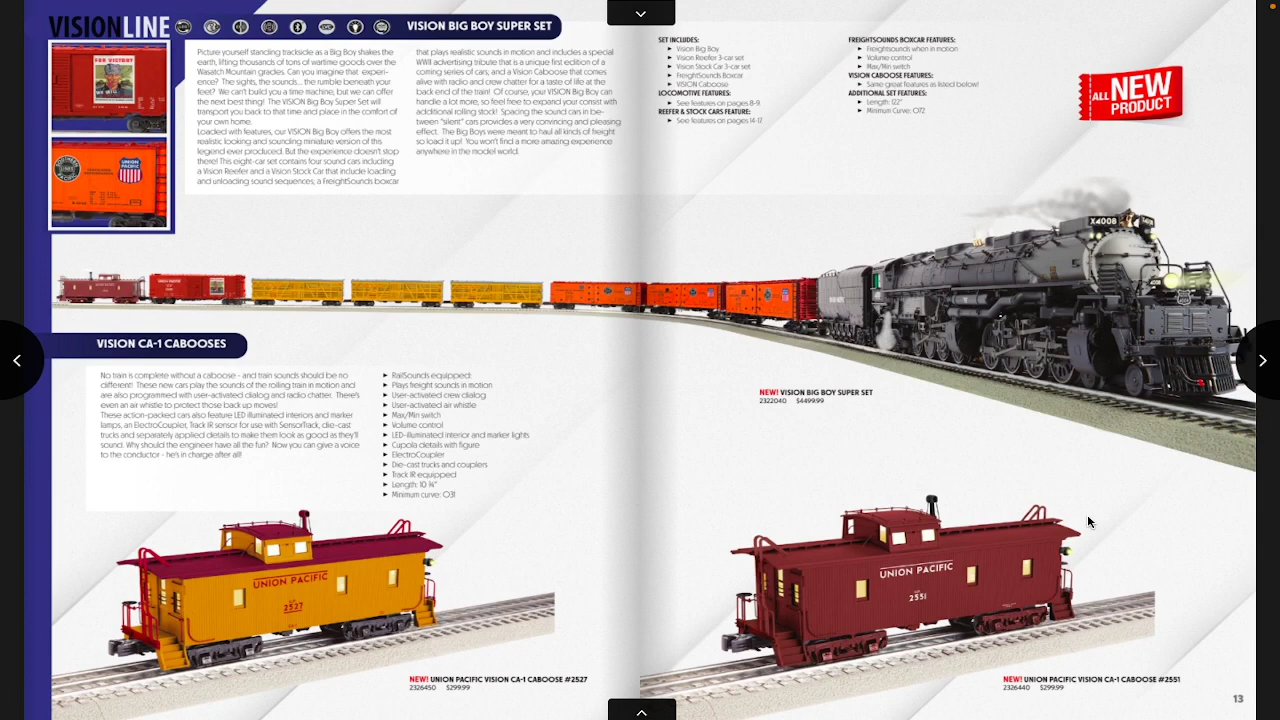 VISIONLINE
VISION BIG BOY SUPER SET
FOR VICTORY
Picture yourself standing trackside as a Big Boy shakes the
earth, lifting thousands of tons of wartime goods over the
Wasatch Mountain grades. Can you imagine that experi-
ence? The sights, the sounds... the rumble beneath your
feet? We can't build you a time machine, but we can offer
the next best thing! The VISION Big Boy Super Set will
transport you back to that time and place in the comfort of
your own home.
Loaded with features, our VISION Big Boy offers the most
realistic looking and sounding miniature version of this
legend ever produced. But the experience doesn't stop
there! This eight-car set contains four sound cars including
a Vision Reefer and a Vision Stock Car that include loading
and unloading sound sequences; a FreightSounds boxcar
that plays realistic sounds in motion and includes a special
WWII advertising tribute that is a unique first edition of a
coming series of cars; and a Vision Caboose that comes
alive with radio and crew chatter for a taste of life at the
back end of the train! Of course, your VISION Big Boy can
handle a lot more, so feel free to expand your consist with
additional rolling stock! Spacing the sound cars in be-
tween "silent" cars provides a very convincing and pleasing
effect. The Big Boys were meant to haul all kinds of freight
so load it up! You won't find a more amazing experience
anywhere in the model world.
SET INCLUDES:
► Vision Big Boy
► Vision Reefer 3-car set
► Vision Stock Car 3-car set
► FreightSounds Boxcar
► VISION Caboose
LOCOMOTIVE FEATURES:
► See features on pages 8-9.
REEFER & STOCK CARS FEATURE:
► See features on pages 14-17.
FREIGHTSOUNDS BOXCAR FEATURES:
► Freightsounds when in motion
► Volume control
► Max/Min switch
VISION CABOOSE FEATURES:
► Same great features as listed below!
ADDITIONAL SET FEATURES:
► Length: 122"
► Minimum Curve: O72
ALL NEW
PRODUCT
UNION
PACIFIC
X4008
4008
VISION CA-1 CABOOSES
No train is complete without a caboose - and train sounds should be no
different! These new cars play the sounds of the rolling train in motion and
are also programmed with user-activated dialog and radio chatter. There's
even an air whistle to protect those back up moves!
These action-packed cars also feature LED illuminated interiors and marker
lamps, an ElectroCoupler, Track IR sensor for use with SensorTrack, die-cast
trucks and separately applied details to make them look as good as they'll
sound. Why should the engineer have all the fun? Now you can give a voice
to the conductor - he's in charge after all!
► RailSounds equipped:
► Plays freight sounds in motion
► User-activated crew dialog
► User-activated air whistle
► Max/Min switch
► Volume control
► LED-illuminated interior and marker lights
► Cupola details with figure
► ElectroCoupler
► Die-cast trucks and couplers
► Track IR equipperd
► Length: 10 ¾"
► Minimum curve: O31
NEW! VISION BIG BOY SUPER SET
2322040 $4499.99
UNION PACIFIC
2527
UNION PACIFIC
2551
NEW! UNION PACIFIC VISION CA-1 CABOOSE #2527
2326450 $299.99
NEW! UNION PACIFIC VISION CA-1 CABOOSE #2551
2326440 $299.99
13